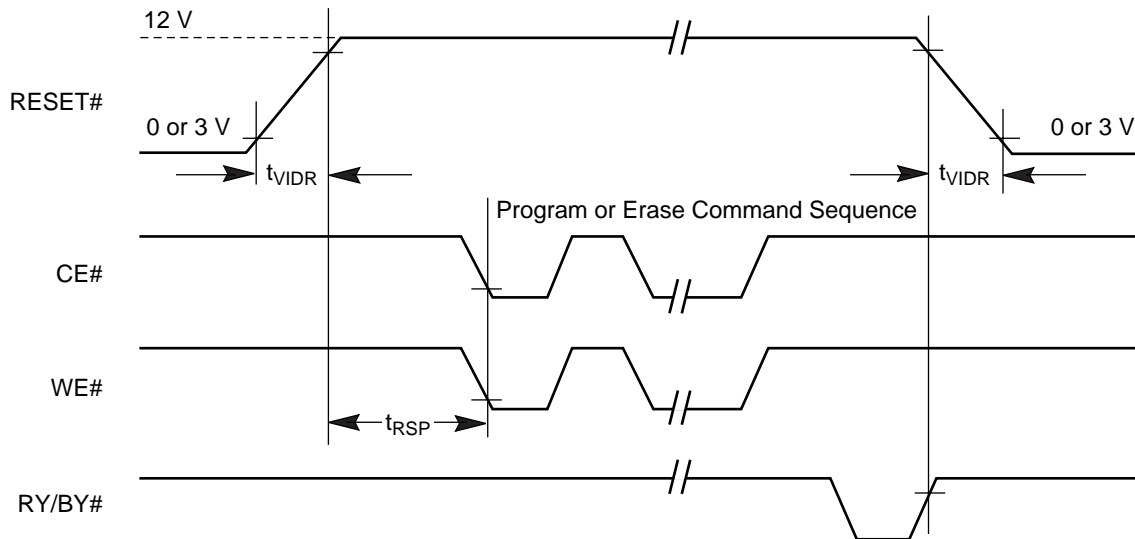 12 V
RESET#
0 or 3 V
0 or 3 V
tVIDR
tVIDR
Program or Erase Command Sequence
CE#
WE#
tRSP
RY/BY#